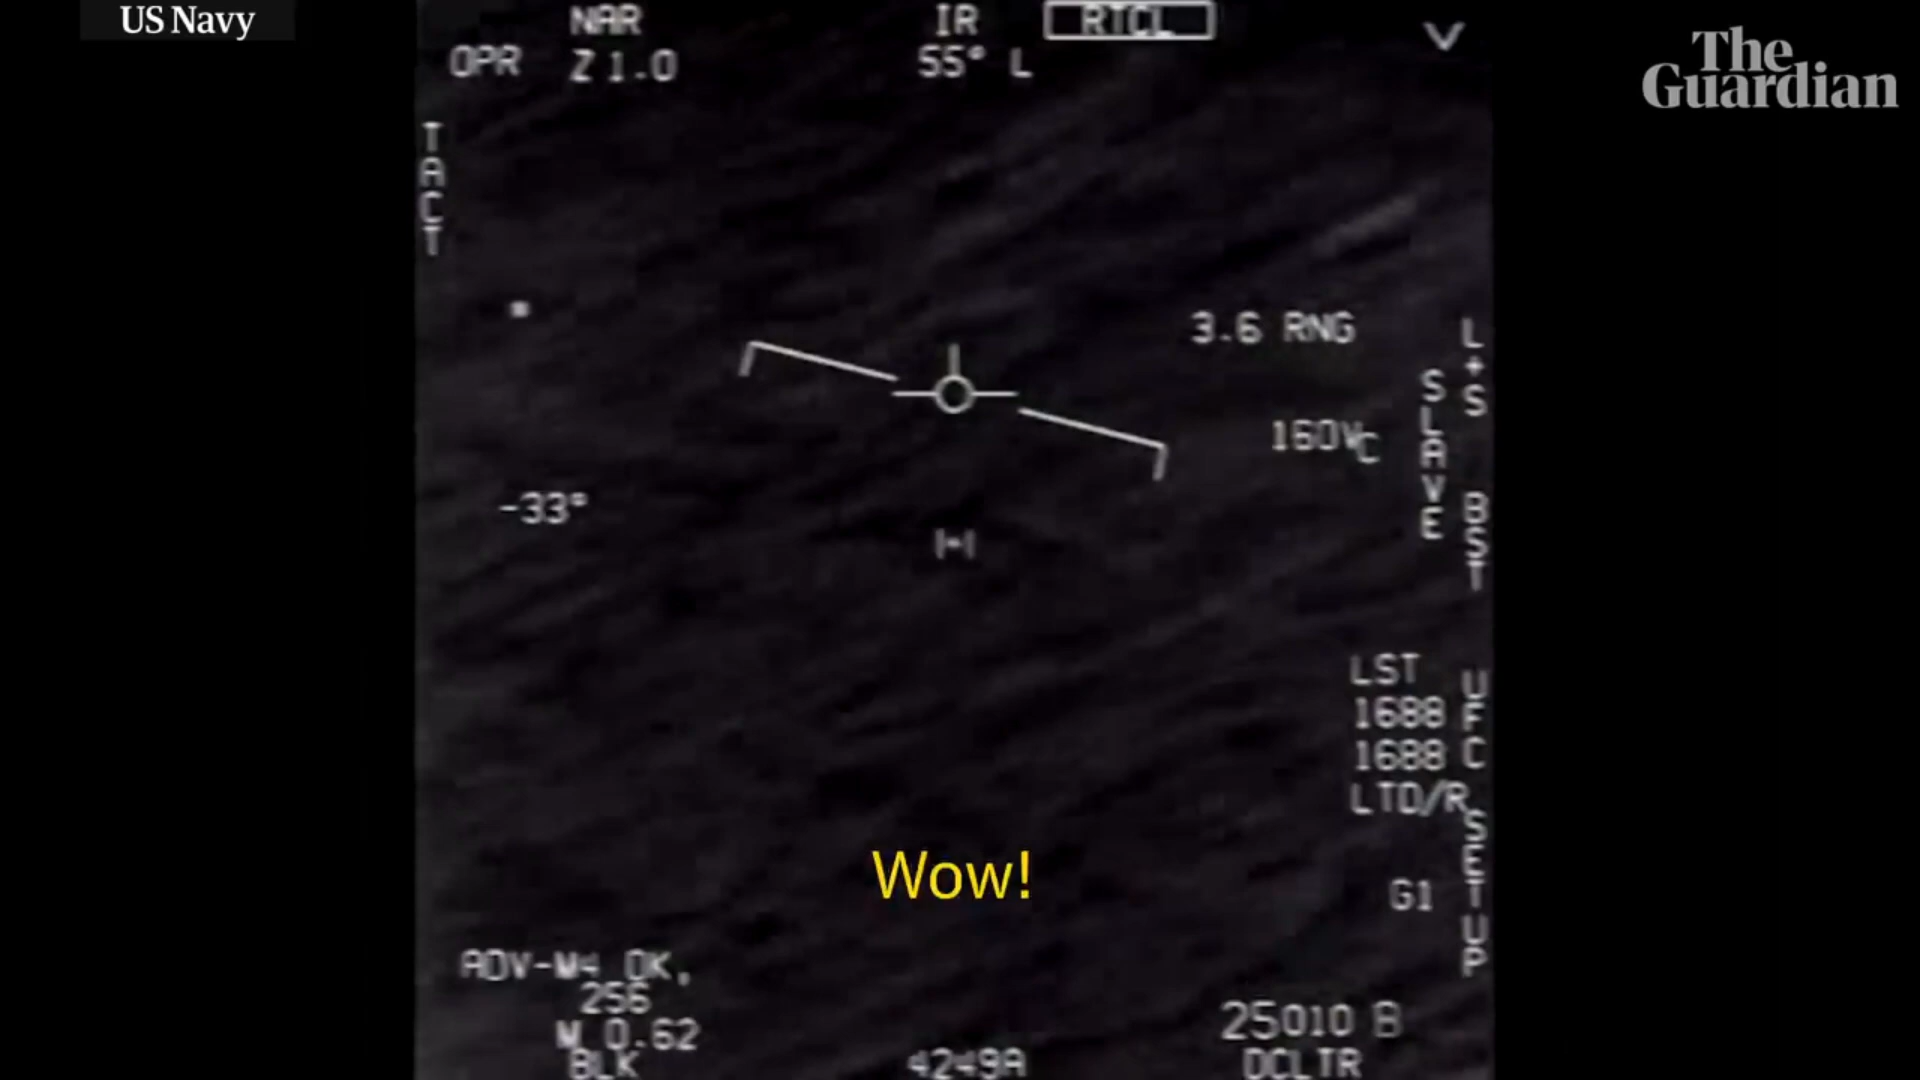 US Navy
NAR
IR
RTCL
The
Guardian
OPR
Z 1.0
55° L
TACT
3.6 RNG
L+S
SLAVE
160Vc
-33°
BST
LST
1688
1688
UFC
LTD/R
SETUP
Wow!
G1
ADV-M4 OK,
256
M 0.62
BLK
4249A
25010 B
DCLTR